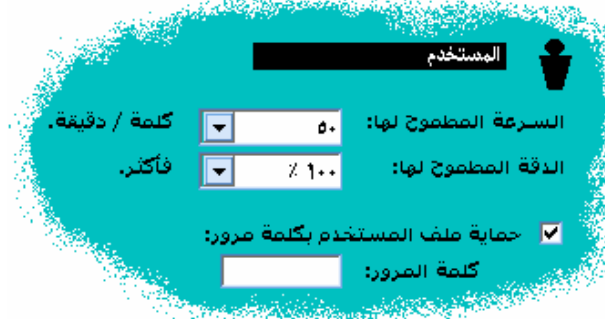 المستخدم
السرعة المطموح لها: ٥٠ كلمة / دقيقة.
الدقة المطموح لها: ١٠٠ ٪ فأكثر.
حماية ملف المستخدم بكلمة مرور:
كلمة المرور: